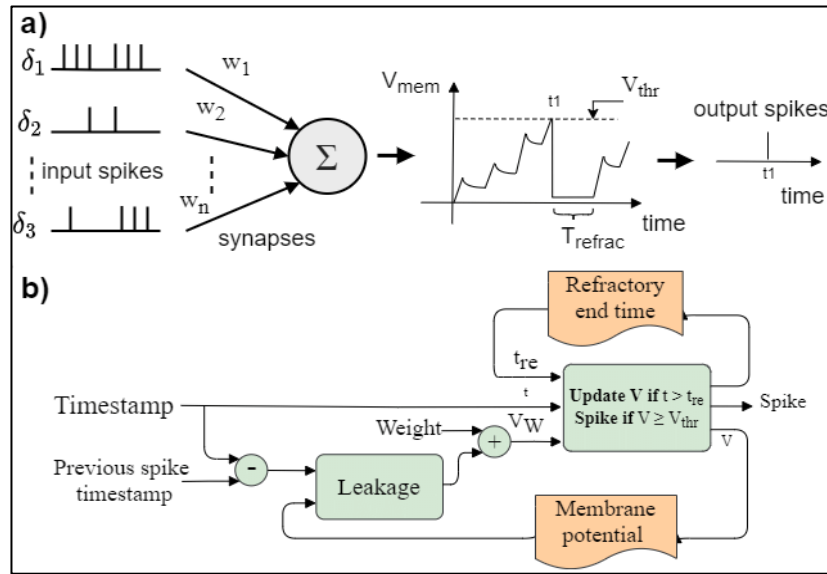 a)
δ1
w1
δ2
w2
input spikes
wn
δ3
synapses
Σ
Vmem
t1
Vthr
time
Trefrac
output spikes
t1
time
b)
Refractory
end time
tre
t
Update V if t > tre
Spike if V ≥ Vthr
Spike
V
Timestamp
Weight
VW
+
Previous spike
timestamp
-
Leakage
Membrane
potential